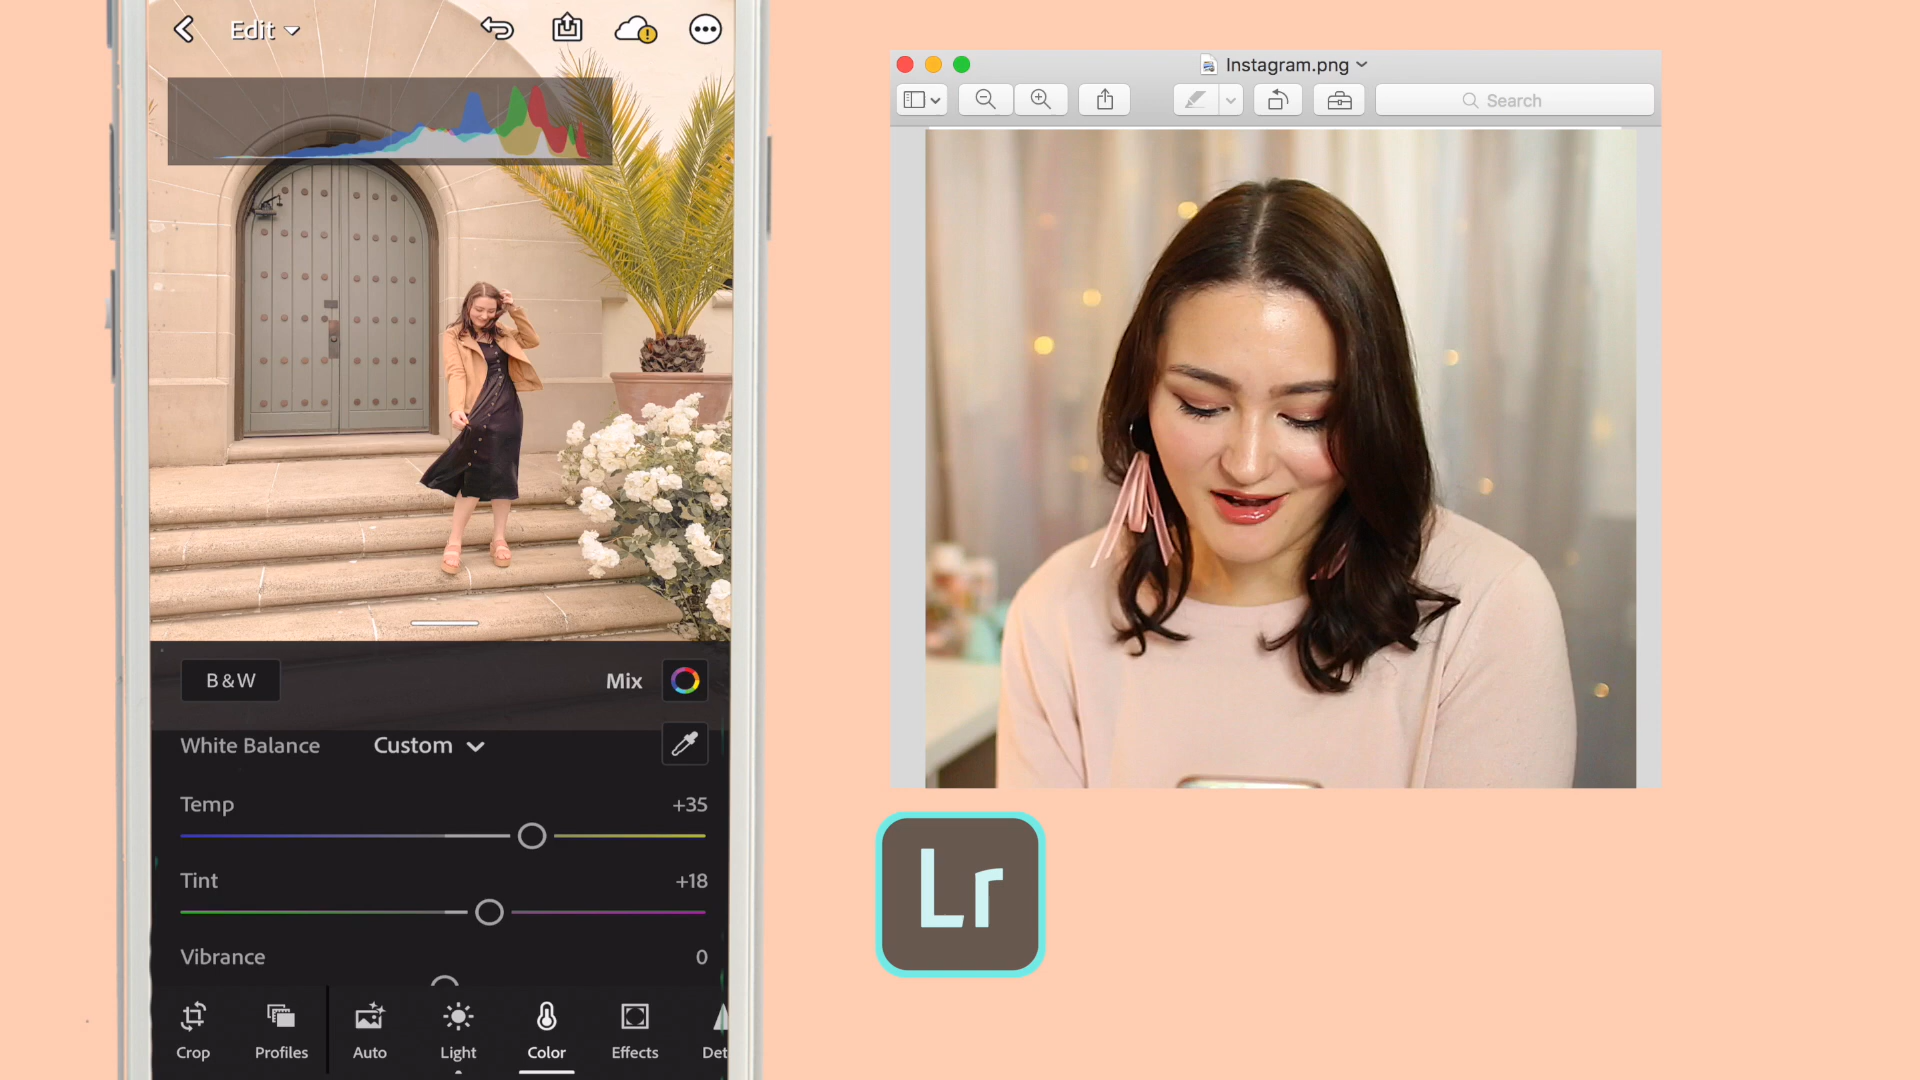 Edit
B&W
Mix
White Balance
Custom
Temp
+35
Tint
+18
Vibrance
0
Crop
Profiles
Auto
Light
Color
Effects
Det
Instagram.png
Search
Lr